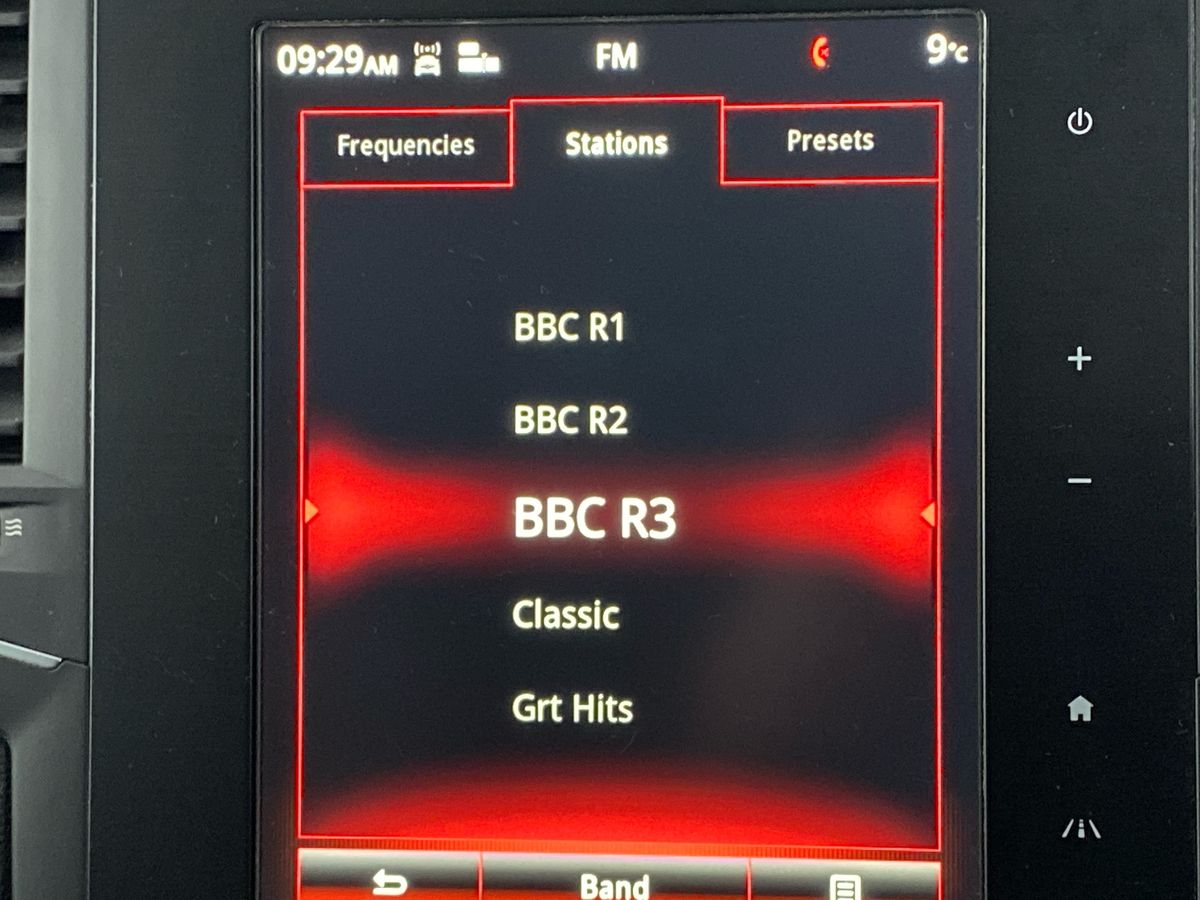 09:29AM FM 9°C
Frequencies Stations Presets
BBC R1
BBC R2
BBC R3
Classic
Grt Hits
Band